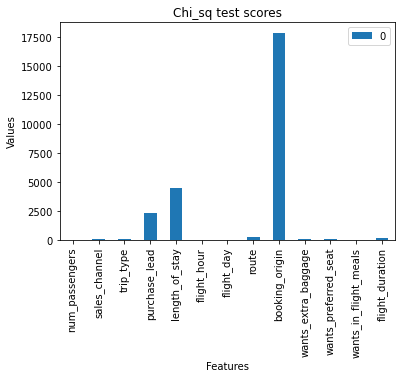 Chi_sq test scores
0
Values
17500
15000
12500
10000
7500
5000
2500
0
num_passengers
sales_channel
trip_type
purchase_lead
length_of_stay
flight_hour
flight_day
route
booking_origin
wants_extra_baggage
wants_preferred_seat
wants_in_flight_meals
flight_duration
Features